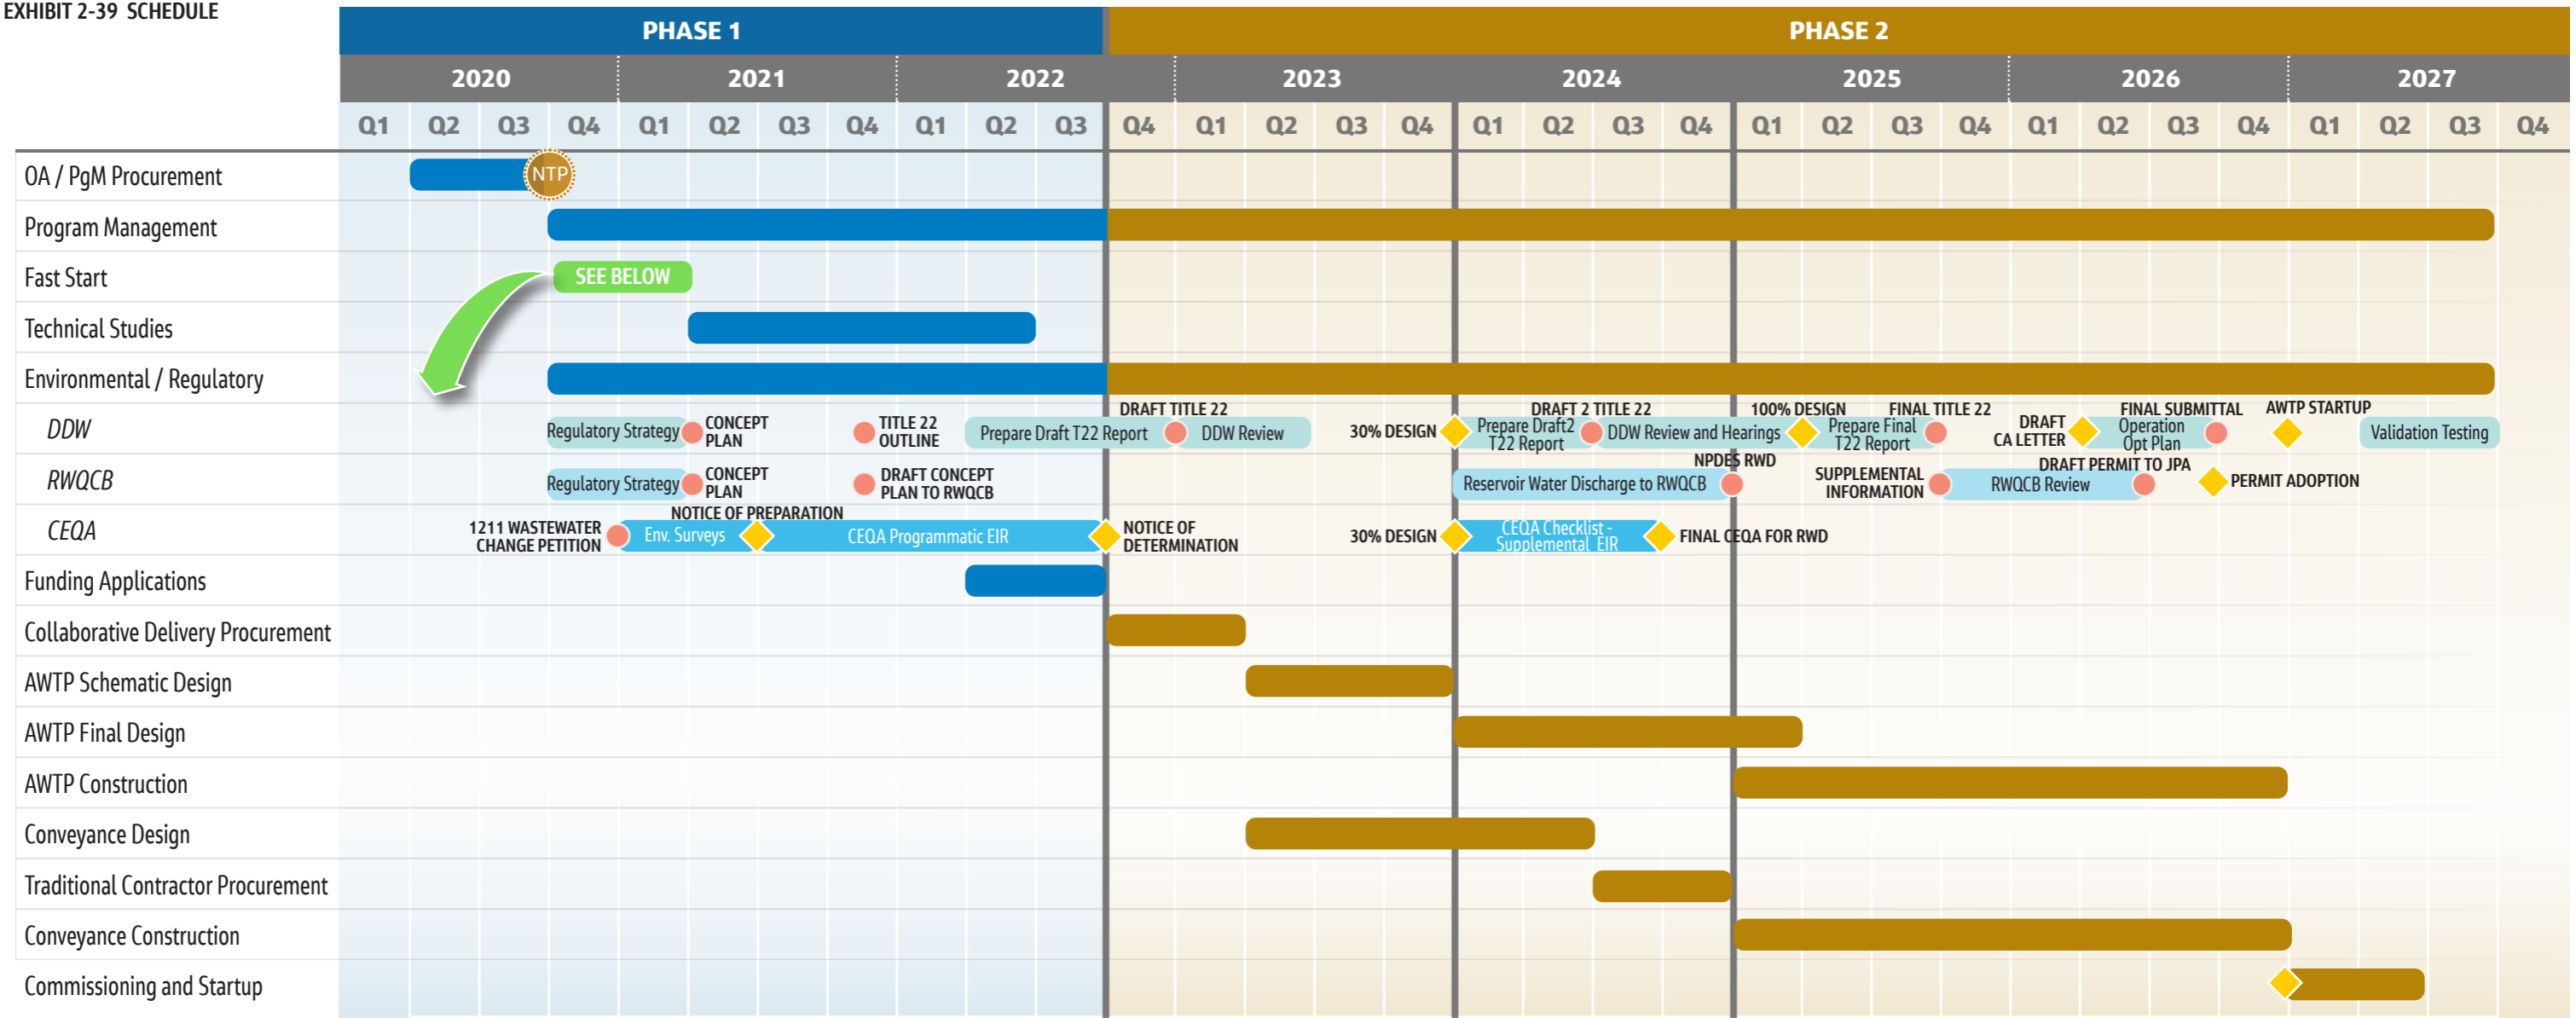 EXHIBIT 2-39 SCHEDULE
PHASE 1
PHASE 2
2020
2021
2022
2023
2024
2025
2026
2027
Q1 Q2 Q3 Q4 Q1 Q2 Q3 Q4 Q1 Q2 Q3 Q4 Q1 Q2 Q3 Q4 Q1 Q2 Q3 Q4 Q1 Q2 Q3 Q4 Q1 Q2 Q3 Q4 Q1 Q2 Q3 Q4
OA / PgM Procurement
NTP
Program Management
Fast Start
SEE BELOW
Technical Studies
Environmental / Regulatory
DDW
Regulatory Strategy
CONCEPT
PLAN
TITLE 22
OUTLINE
Prepare Draft T22 Report
DRAFT TITLE 22
DDW Review
30% DESIGN
Prepare Draft2
T22 Report
DRAFT 2 TITLE 22
DDW Review and Hearings
100% DESIGN
Prepare Final
T22 Report
FINAL TITLE 22
DRAFT
CA LETTER
Operation
Opt Plan
FINAL SUBMITTAL
AWTP STARTUP
Validation Testing
RWQCB
Regulatory Strategy
CONCEPT
PLAN
DRAFT CONCEPT
PLAN TO RWQCB
Reservoir Water Discharge to RWQCB
NPDES RWD
SUPPLEMENTAL
INFORMATION
RWQCB Review
DRAFT PERMIT TO JPA
PERMIT ADOPTION
CEQA
1211 WASTEWATER
CHANGE PETITION
Env. Surveys
NOTICE OF PREPARATION
CEQA Programmatic EIR
NOTICE OF
DETERMINATION
30% DESIGN
CEQA Checklist -
Supplemental EIR
FINAL CEQA FOR RWD
Funding Applications
Collaborative Delivery Procurement
AWTP Schematic Design
AWTP Final Design
AWTP Construction
Conveyance Design
Traditional Contractor Procurement
Conveyance Construction
Commissioning and Startup